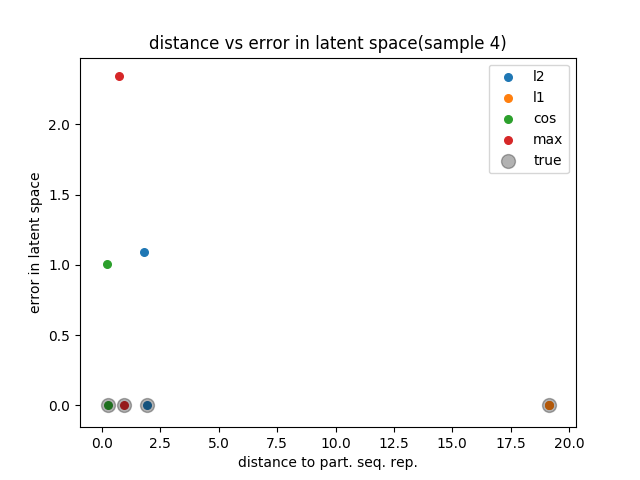 distance vs error in latent space(sample 4)
l2
l1
cos
max
true
error in latent space
2.0
1.5
1.0
0.5
0.0
0.0 2.5 5.0 7.5 10.0 12.5 15.0 17.5 20.0
distance to part. seq. rep.